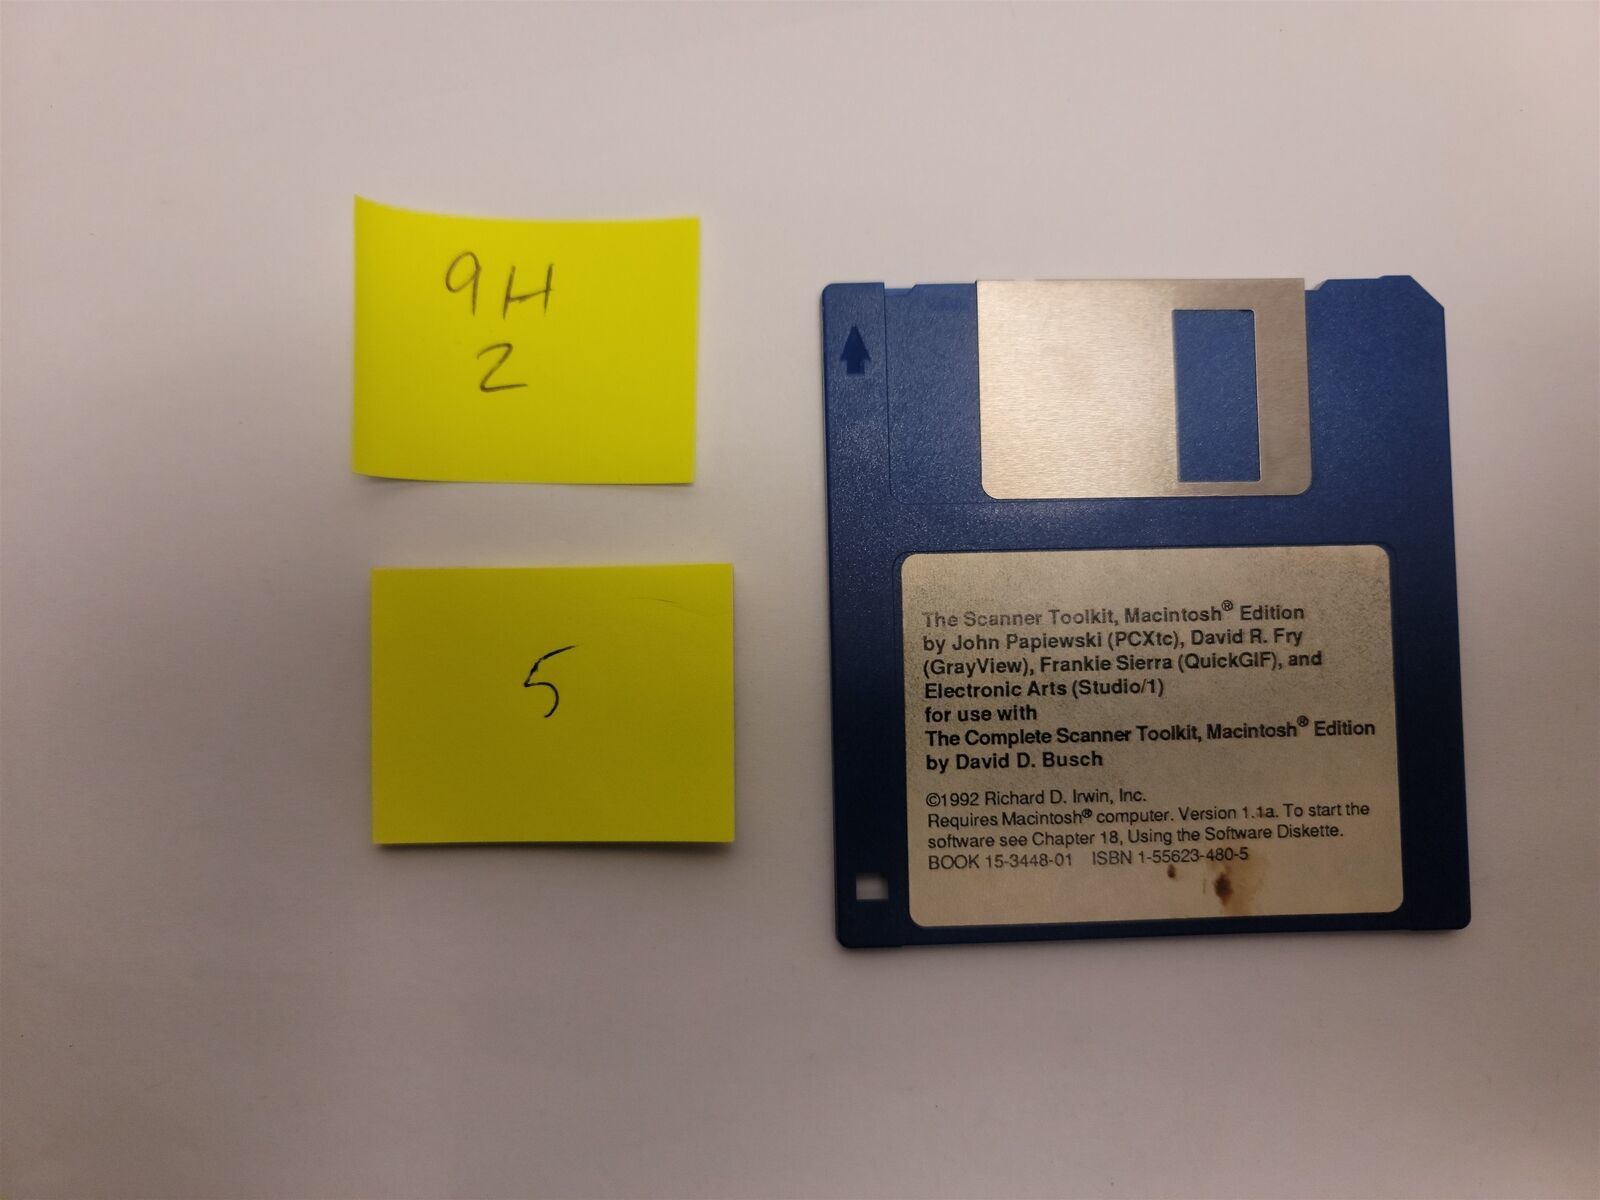 9H
2
5
The Scanner Toolkit, Macintosh® Edition
by John Papiewski (PCXtc), David R. Fry
(GrayView), Frankie Sierra (QuickGIF), and
Electronic Arts (Studio/1)
for use with
The Complete Scanner Toolkit, Macintosh® Edition
by David D. Busch
©1992 Richard D. Irwin, Inc.
Requires Macintosh® computer. Version 1.1a. To start the
software see Chapter 18, Using the Software Diskette.
BOOK 15-3448-01 ISBN 1-55623-480-5